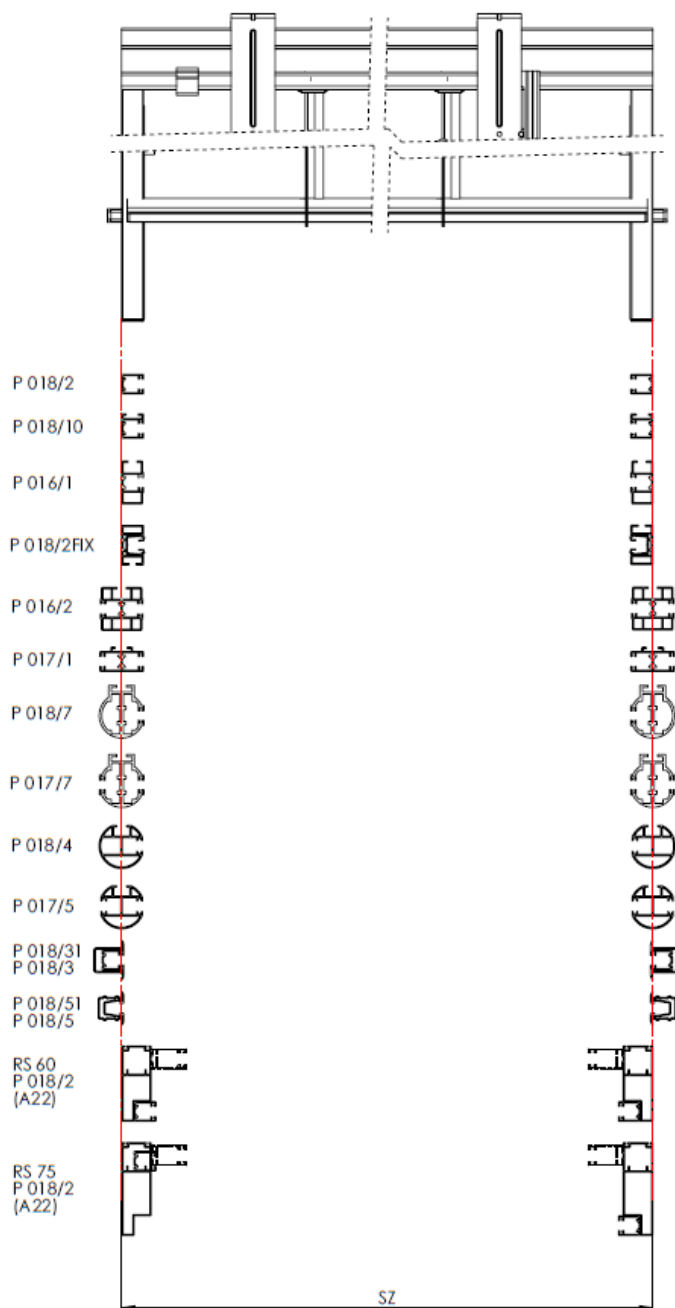 P 018/2
P 018/10
P 016/1
P 018/2FIX
P 016/2
P 017/1
P 018/7
P 017/7
P 018/4
P 017/5
P 018/31
P 018/3
P 018/51
P 018/5
RS 60
P 018/2
(A22)
RS 75
P 018/2
(A22)
SZ